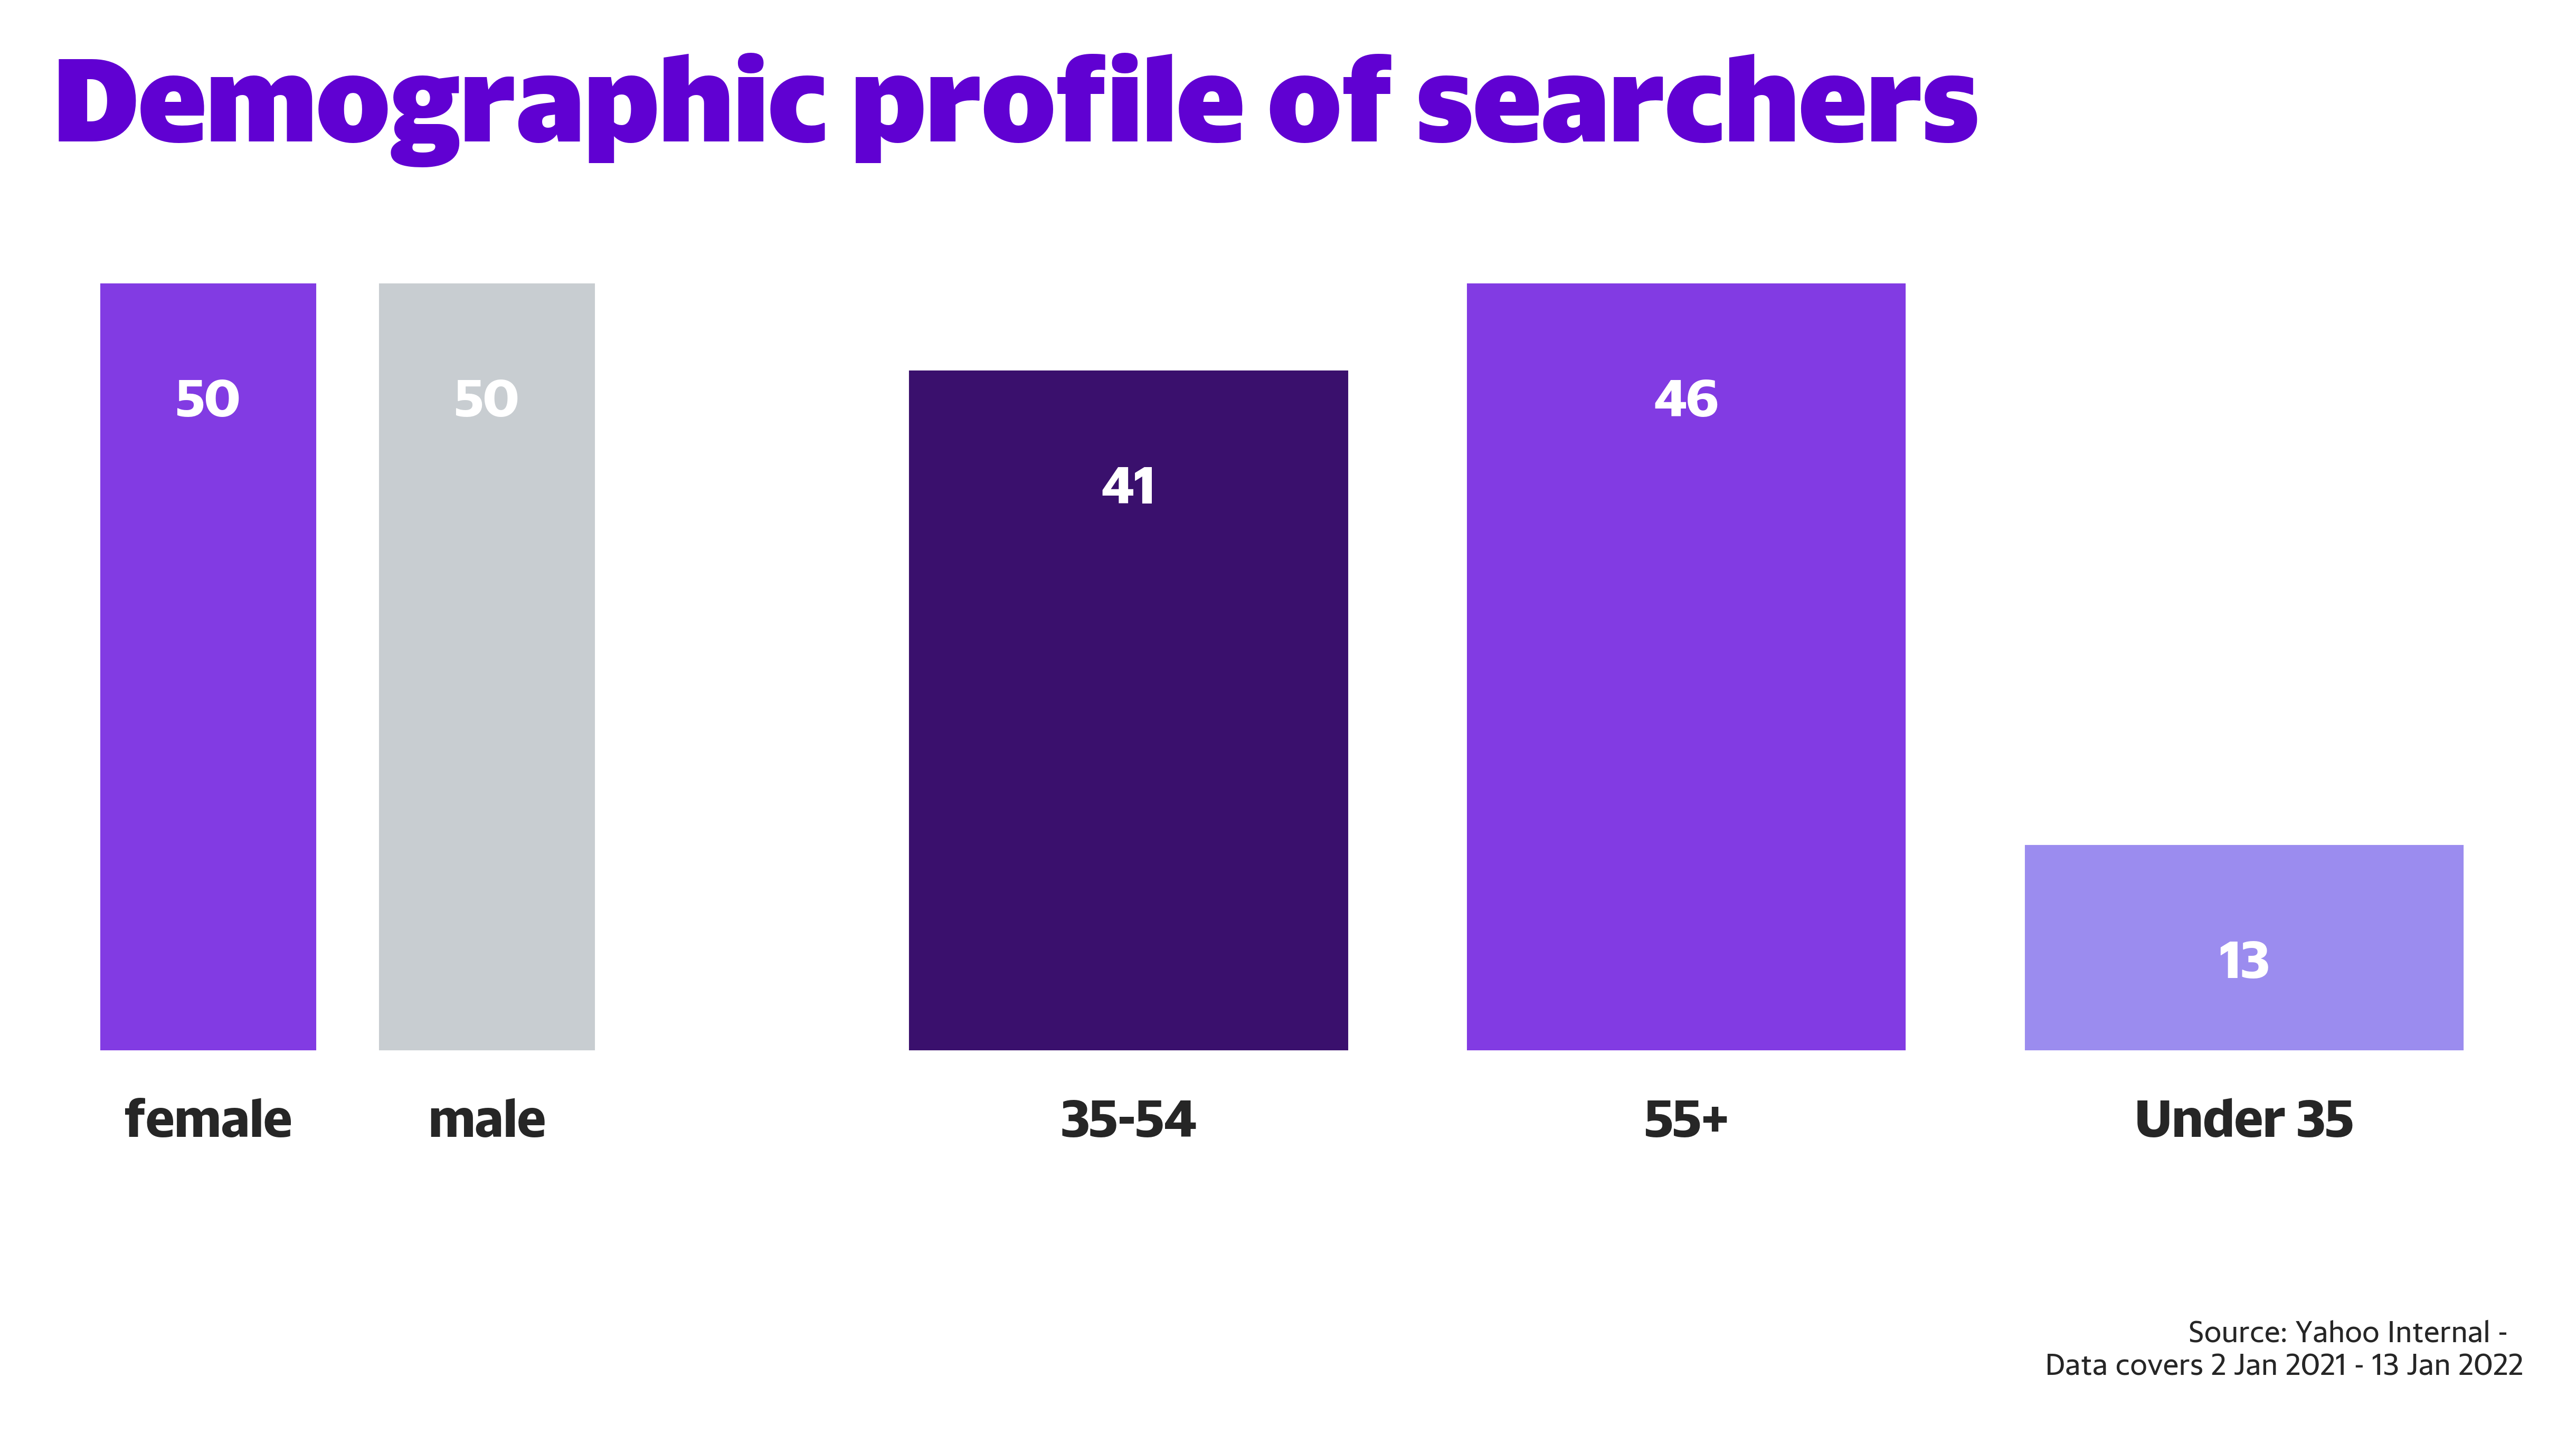 Demographic profile of searchers
50
50
41
46
13
female
male
35-54
55+
Under 35
Source: Yahoo Internal -
Data covers 2 Jan 2021 - 13 Jan 2022